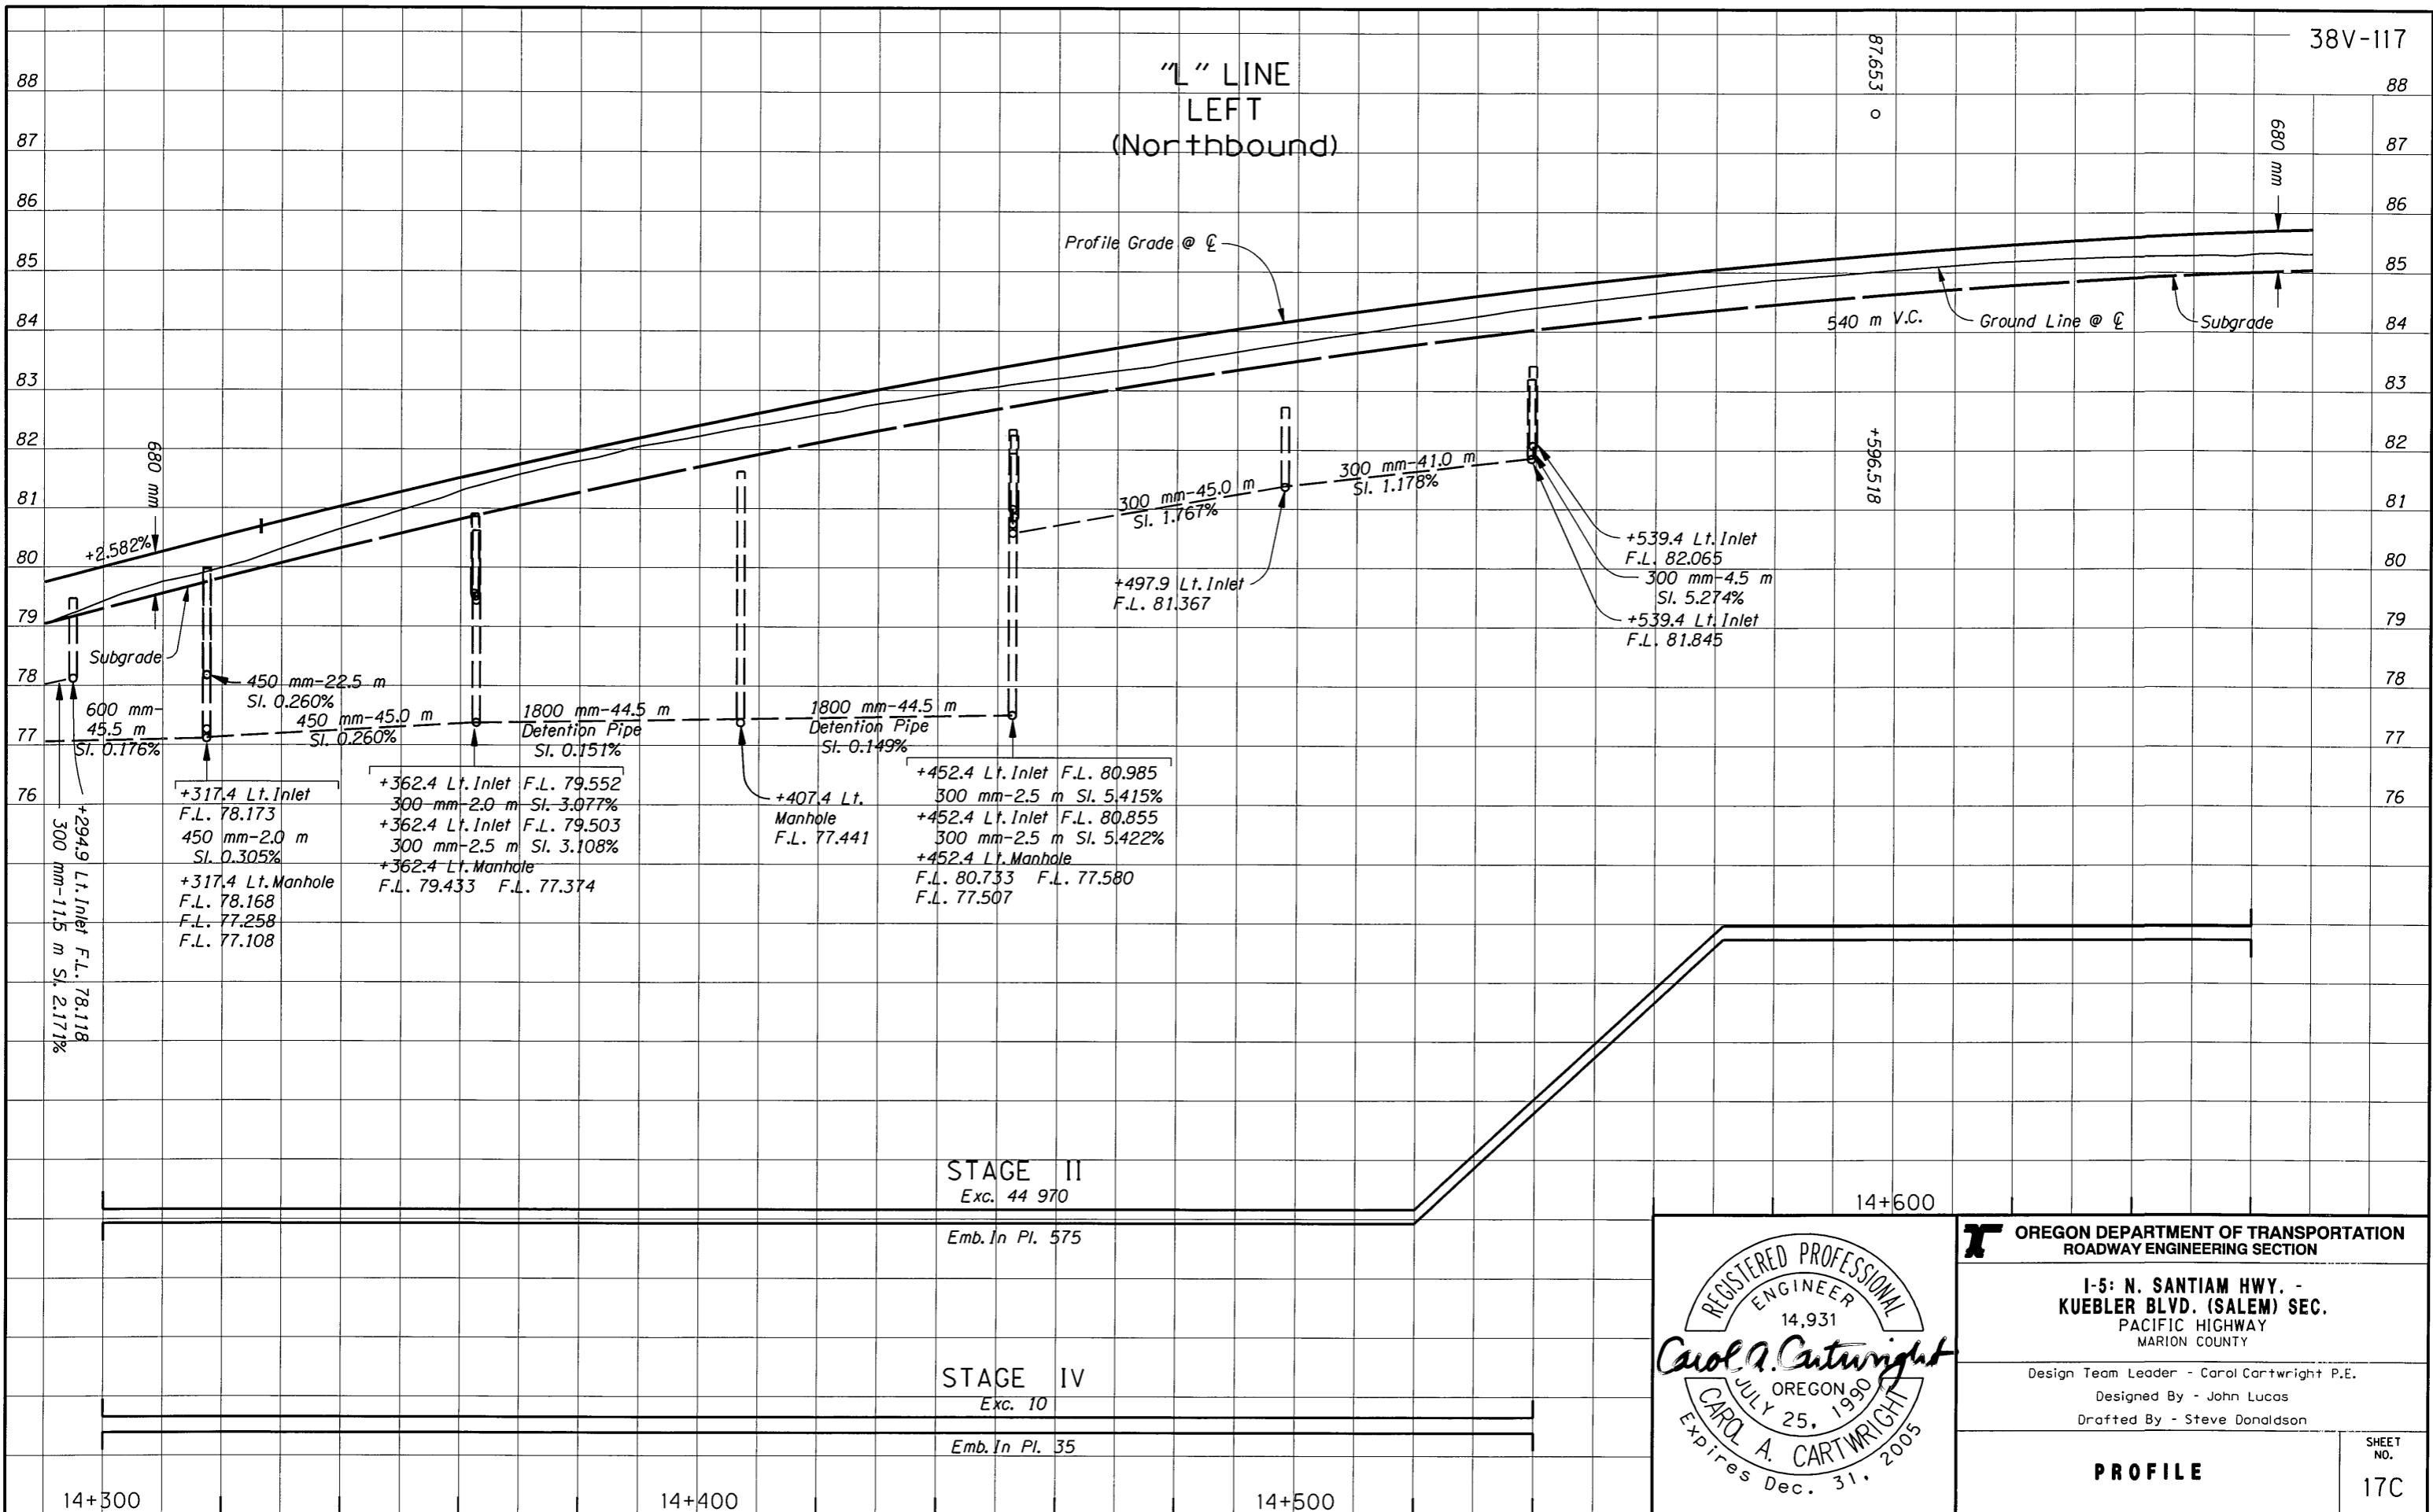 38V-117
"L" LINE
LEFT
(Northbound)
88
87
86
85
84
83
82
81
80
79
78
77
76
88
87
86
85
84
83
82
81
80
79
78
77
76
87.653
+596.518
680 mm
680 mm
Profile Grade @ ℄
540 m V.C.
Ground Line @ ℄
Subgrade
+2.582%
Subgrade
600 mm-
45.5 m
Sl. 0.176%
450 mm-22.5 m
Sl. 0.260%
450 mm-45.0 m
Sl. 0.260%
1800 mm-44.5 m
Detention Pipe
Sl. 0.151%
1800 mm-44.5 m
Detention Pipe
Sl. 0.149%
300 mm-45.0 m
Sl. 1.767%
300 mm-41.0 m
Sl. 1.178%
+497.9 Lt. Inlet
F.L. 81.367
+539.4 Lt. Inlet
F.L. 82.065
300 mm-4.5 m
Sl. 5.274%
+539.4 Lt. Inlet
F.L. 81.845
300 mm-11.5 m Sl. 2.171%
+294.9 Lt. Inlet F.L. 78.118
+317.4 Lt. Inlet
F.L. 78.173
450 mm-2.0 m
Sl. 0.305%
+317.4 Lt. Manhole
F.L. 78.168
F.L. 77.258
F.L. 77.108
+362.4 Lt. Inlet F.L. 79.552
300 mm-2.0 m Sl. 3.077%
+362.4 Lt. Inlet F.L. 79.503
300 mm-2.5 m Sl. 3.108%
+362.4 Lt. Manhole
F.L. 79.433 F.L. 77.374
+407.4 Lt.
Manhole
F.L. 77.441
+452.4 Lt. Inlet F.L. 80.985
300 mm-2.5 m Sl. 5.415%
+452.4 Lt. Inlet F.L. 80.855
300 mm-2.5 m Sl. 5.422%
+452.4 Lt. Manhole
F.L. 80.733 F.L. 77.580
F.L. 77.507
STAGE II
Exc. 44 970
Emb. In Pl. 575
STAGE IV
Exc. 10
Emb. In Pl. 35
14+300
14+400
14+500
14+600
REGISTERED PROFESSIONAL
ENGINEER
14,931
Carol A. Cartwright
OREGON
JULY 25, 1990
CAROL A. CARTWRIGHT
Expires Dec. 31, 2005
OREGON DEPARTMENT OF TRANSPORTATION
ROADWAY ENGINEERING SECTION
I-5: N. SANTIAM HWY. -
KUEBLER BLVD. (SALEM) SEC.
PACIFIC HIGHWAY
MARION COUNTY
Design Team Leader - Carol Cartwright P.E.
Designed By - John Lucas
Drafted By - Steve Donaldson
PROFILE
SHEET
NO.
17C